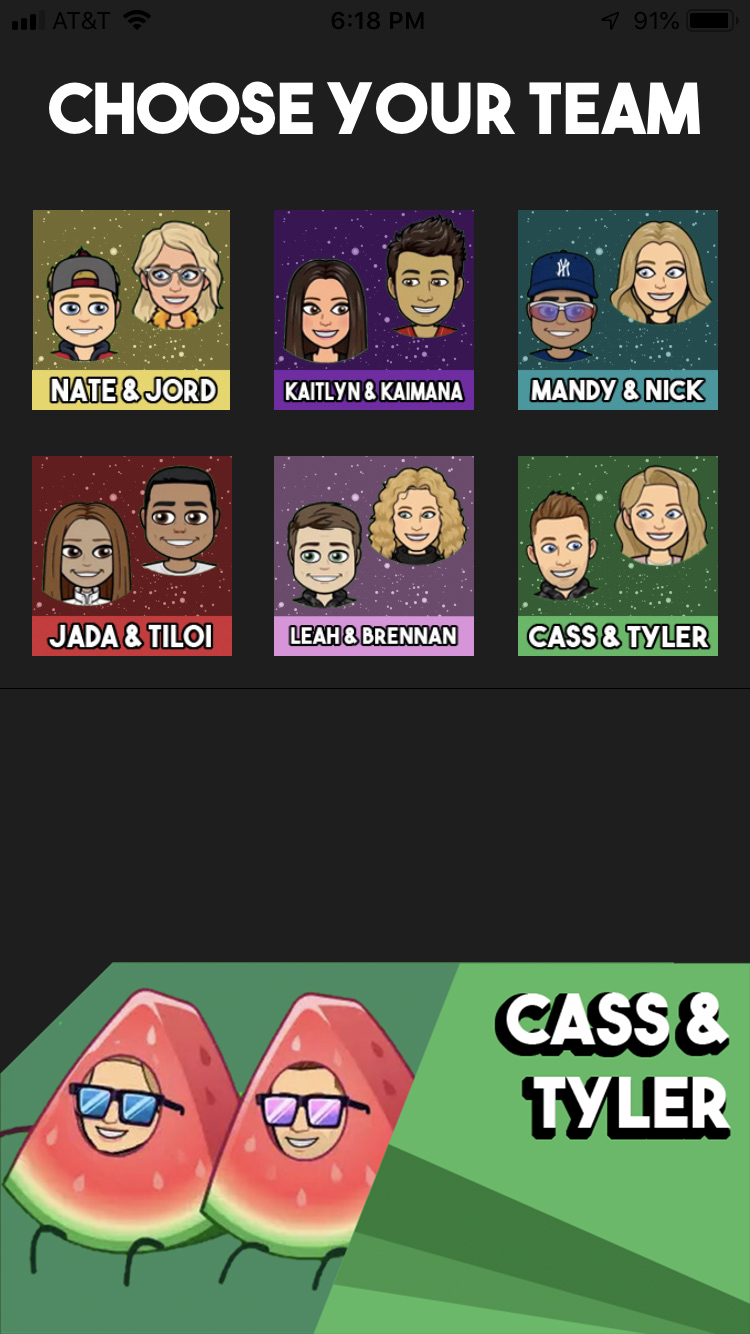 AT&T 6:18 PM 91%
CHOOSE YOUR TEAM
NATE & JORD
KAITLYN & KAIMANA
MANDY & NICK
JADA & TILOI
LEAH & BRENNAN
CASS & TYLER
CASS &
TYLER